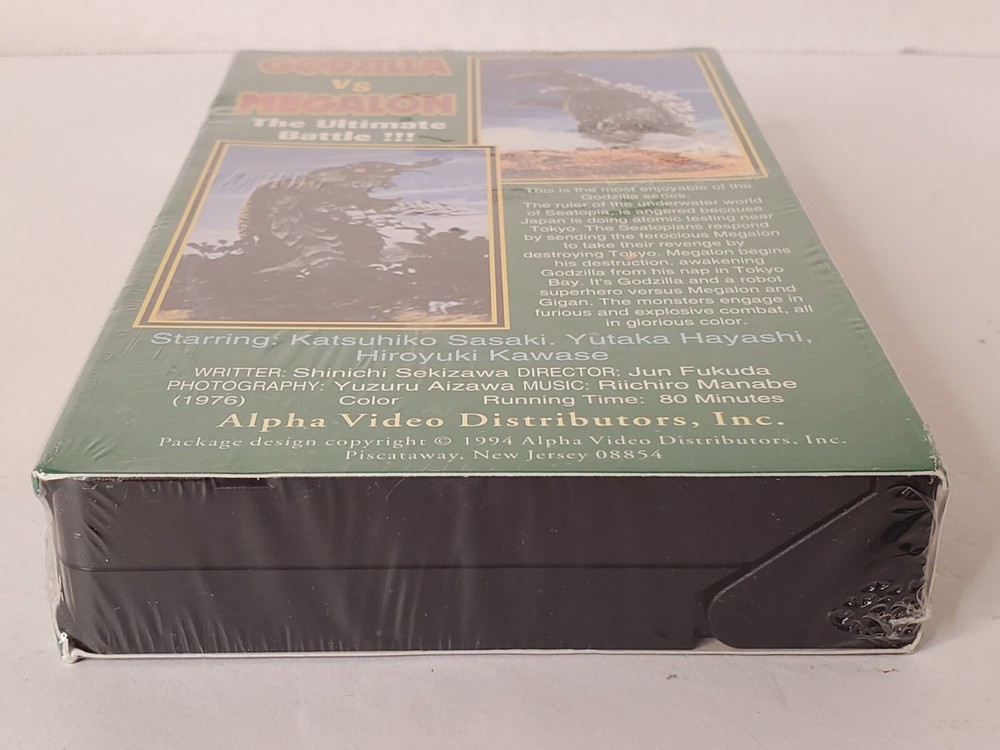 GODZILLA
vs
MEGALON
The Ultimate
Battle !!!
This is the most enjoyable of the
Godzilla series.
The ruler of the underwater world
of Seatopia, is angered because
Japan is doing atomic testing near
Tokyo. The Seatopians respond
by sending the ferocious Megalon
to take their revenge by
destroying Tokyo. Megalon begins
his destruction, awakening
Godzilla from his nap in Tokyo
Bay. It's Godzilla and a robot
superhero versus Megalon and
Gigan. The monsters engage in
furious and explosive combat, all
in glorious color.
Starring: Katsuhiko Sasaki. Yutaka Hayashi,
Hiroyuki Kawase
WRITTER: Shinichi Sekizawa DIRECTOR: Jun Fukuda
PHOTOGRAPHY: Yuzuru Aizawa MUSIC: Riichiro Manabe
(1976) Color Running Time: 80 Minutes
Alpha Video Distributors, Inc.
Package design copyright © 1994 Alpha Video Distributors, Inc.
Piscataway, New Jersey 08854